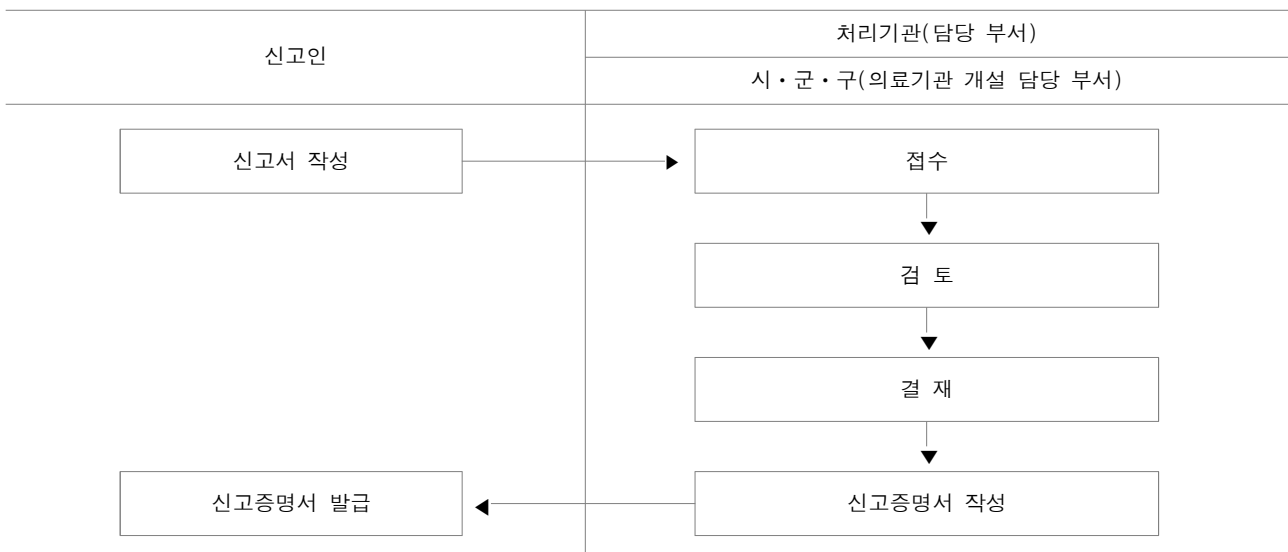 신고인
처리기관(담당 부서)
시・군・구(의료기관 개설 담당 부서)
신고서 작성
접수
검 토
결 재
신고증명서 발급
신고증명서 작성